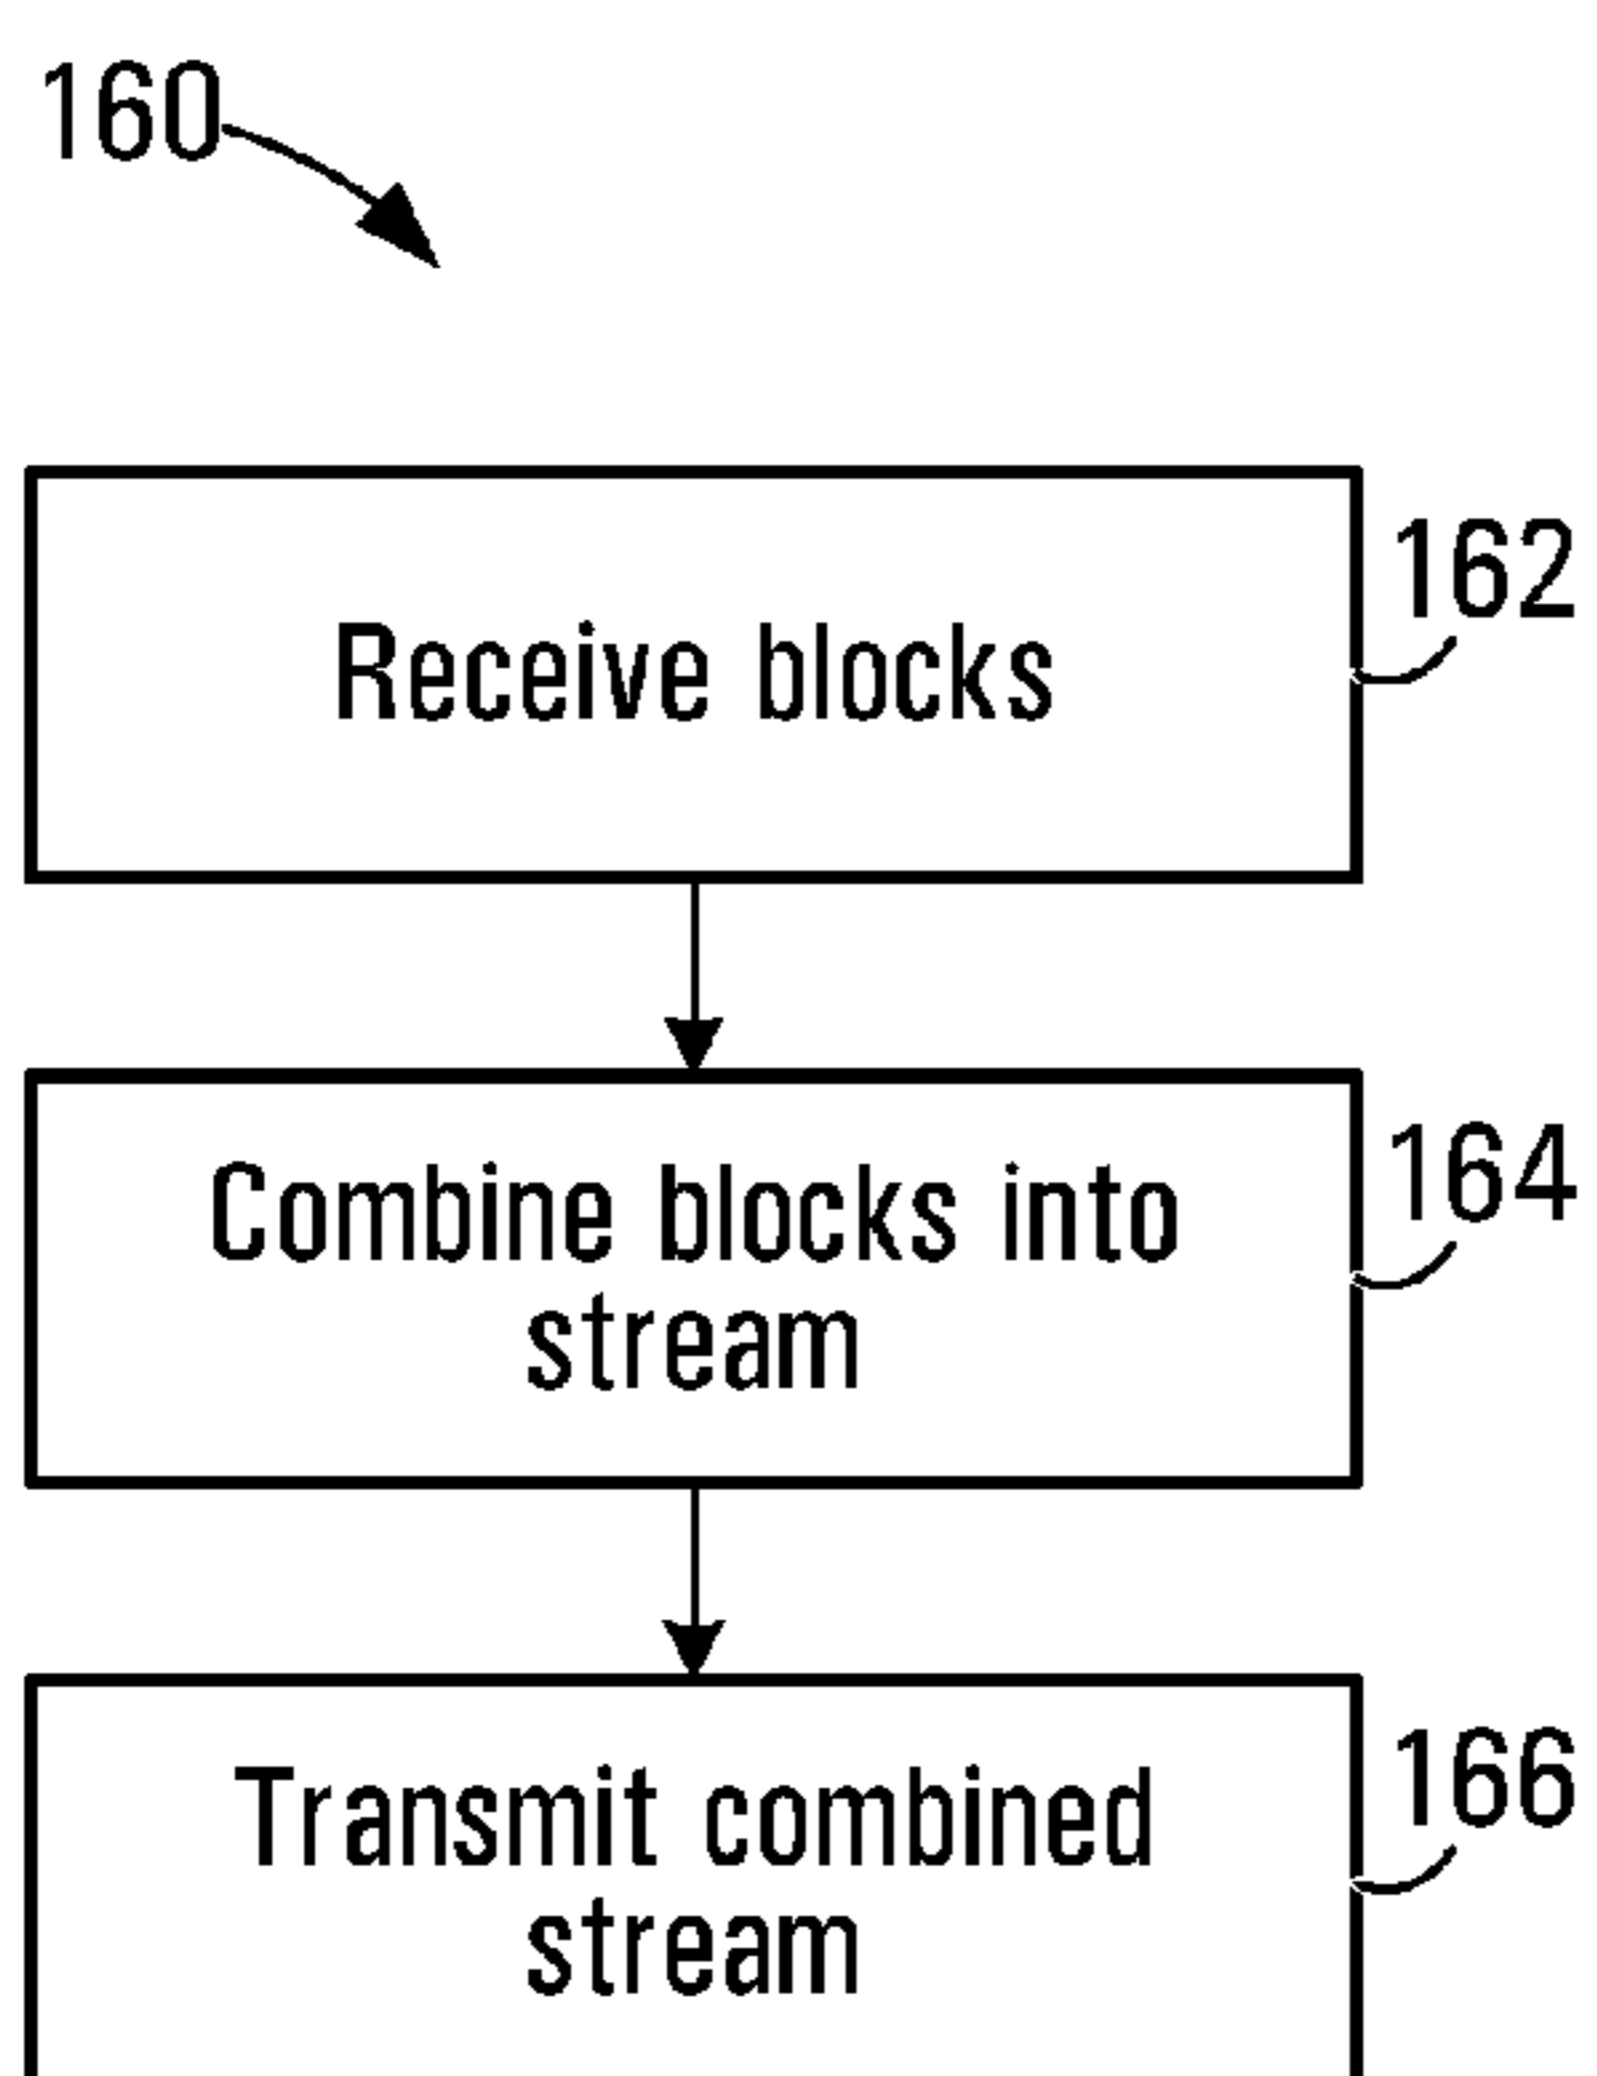 160
Receive blocks
162
Combine blocks into
stream
164
Transmit combined
stream
166